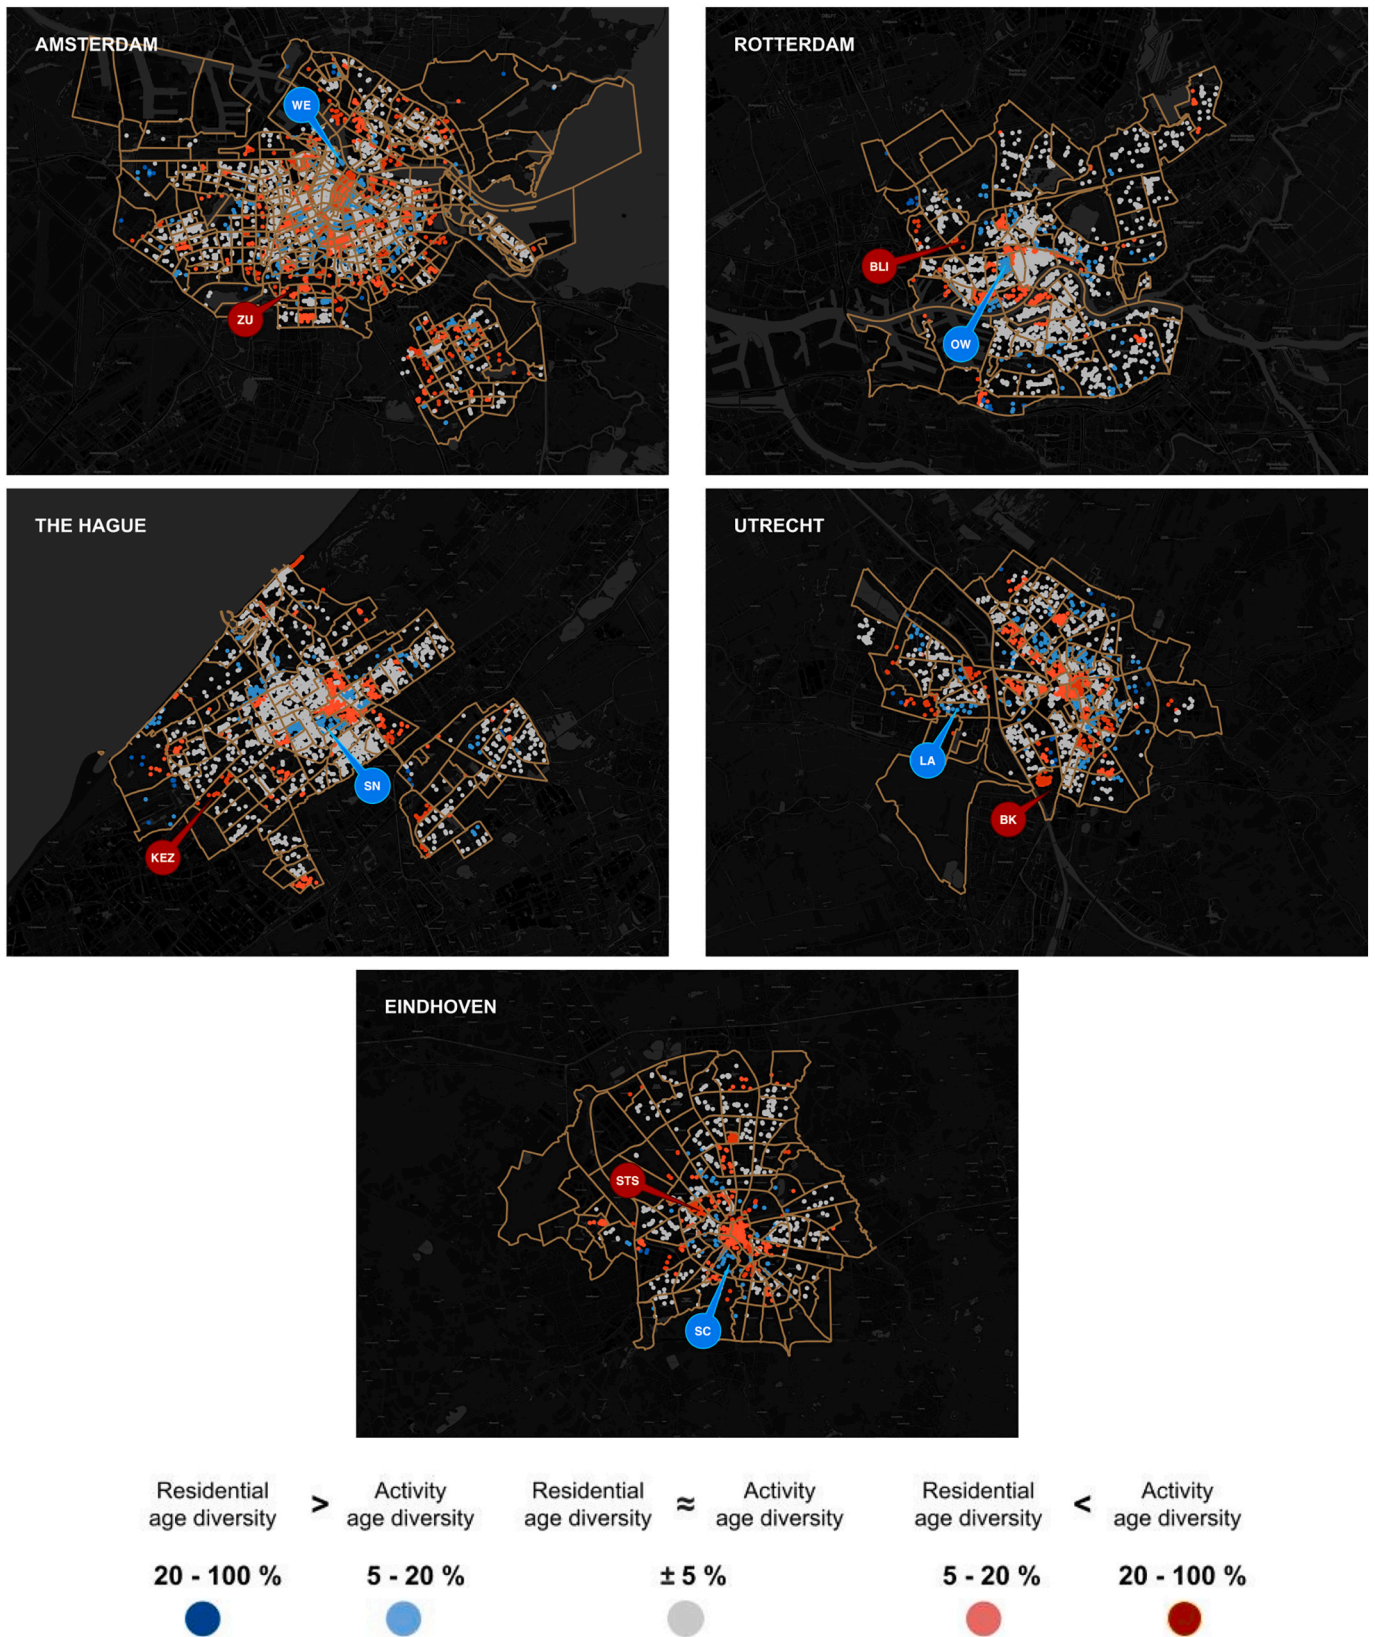 AMSTERDAM
WE
ZU
ROTTERDAM
BLI
OW
THE HAGUE
SN
KEZ
UTRECHT
LA
BK
EINDHOVEN
STS
SC
Residential age diversity > Activity age diversity
20 - 100 % 5 - 20 %
Residential age diversity ≈ Activity age diversity
± 5 %
Residential age diversity < Activity age diversity
5 - 20 % 20 - 100 %